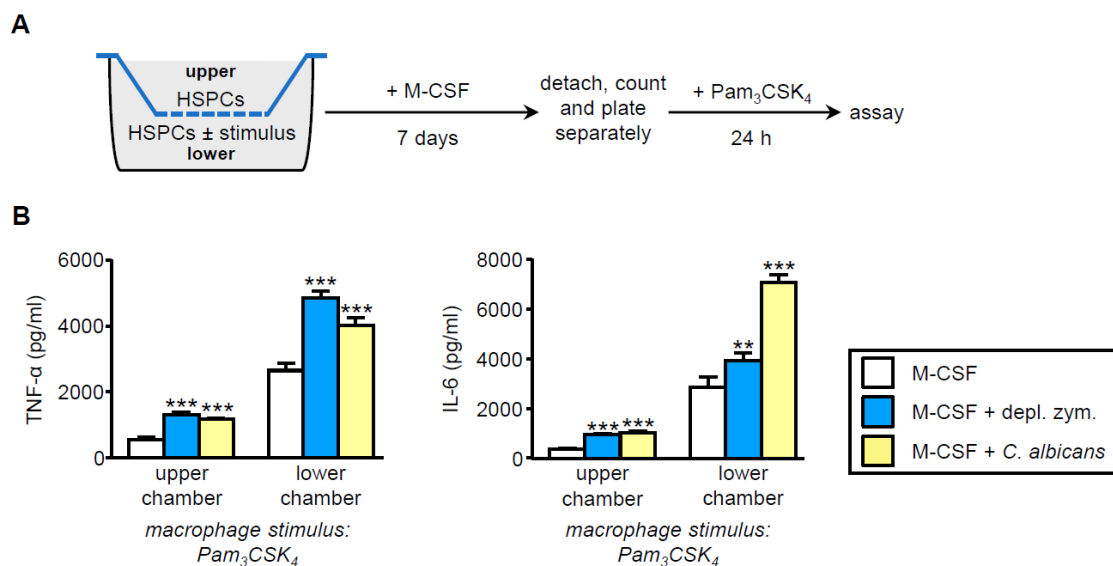 A
upper
HSPCs
HSPCs ± stimulus
lower
+ M-CSF
7 days
detach, count
and plate
separately
+ Pam₃CSK₄
24 h
assay
B
TNF-α (pg/ml)
6000
4000
2000
0
***
***
***
***
upper
chamber
lower
chamber
macrophage stimulus:
Pam₃CSK₄
IL-6 (pg/ml)
8000
6000
4000
2000
0
***
***
**
***
upper
chamber
lower
chamber
macrophage stimulus:
Pam₃CSK₄
M-CSF
M-CSF + depl. zym.
M-CSF + C. albicans